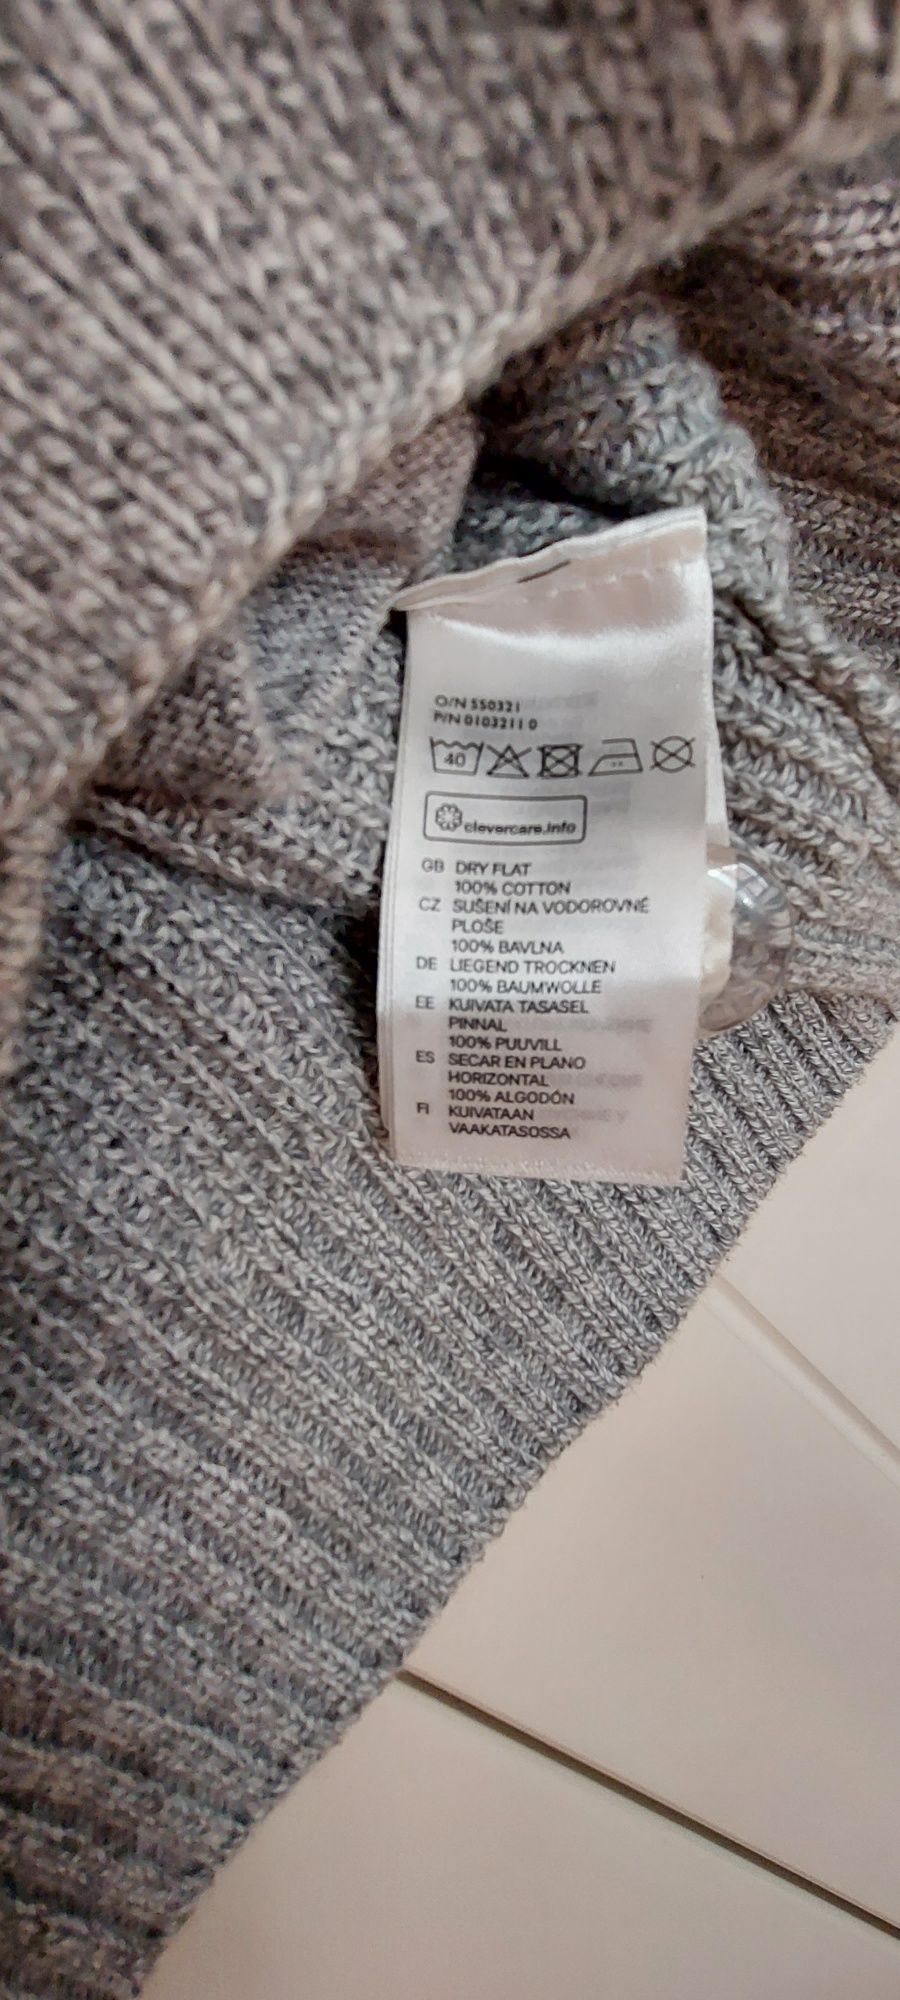 O/N 550321
P/N 0103211 0
40
clevercare.info
GB DRY FLAT
100% COTTON
CZ SUŠENÍ NA VODOROVNÉ
PLOŠE
100% BAVLNA
DE LIEGEND TROCKNEN
100% BAUMWOLLE
EE KUIVATA TASASEL
PINNAL
100% PUUVILL
ES SECAR EN PLANO
HORIZONTAL
100% ALGODÓN
FI KUIVATAAN
VAAKATASOSSA